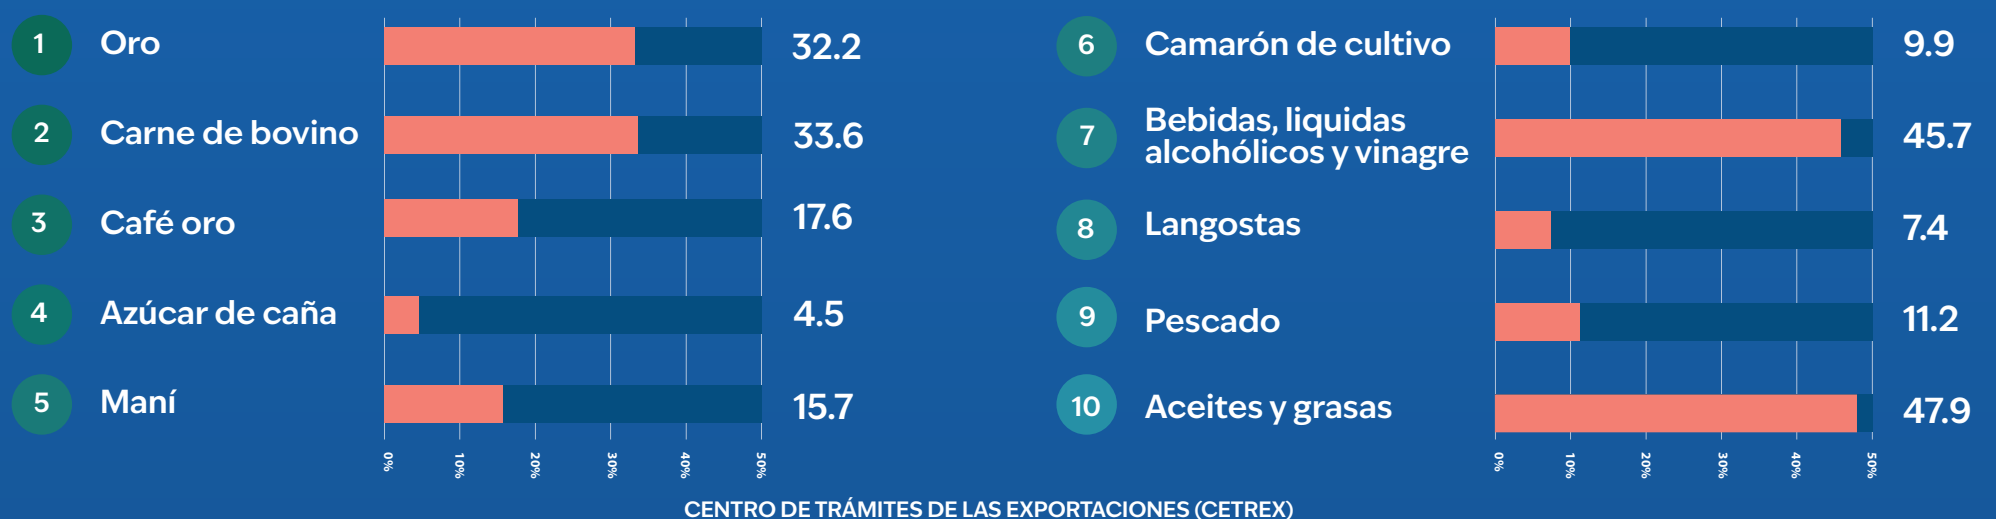 1 Oro 32.2
2 Carne de bovino 33.6
3 Café oro 17.6
4 Azúcar de caña 4.5
5 Maní 15.7
0% 10% 20% 30% 40% 50%
6 Camarón de cultivo 9.9
7 Bebidas, liquidas
alcohólicos y vinagre 45.7
8 Langostas 7.4
9 Pescado 11.2
10 Aceites y grasas 47.9
0% 10% 20% 30% 40% 50%
CENTRO DE TRÁMITES DE LAS EXPORTACIONES (CETREX)